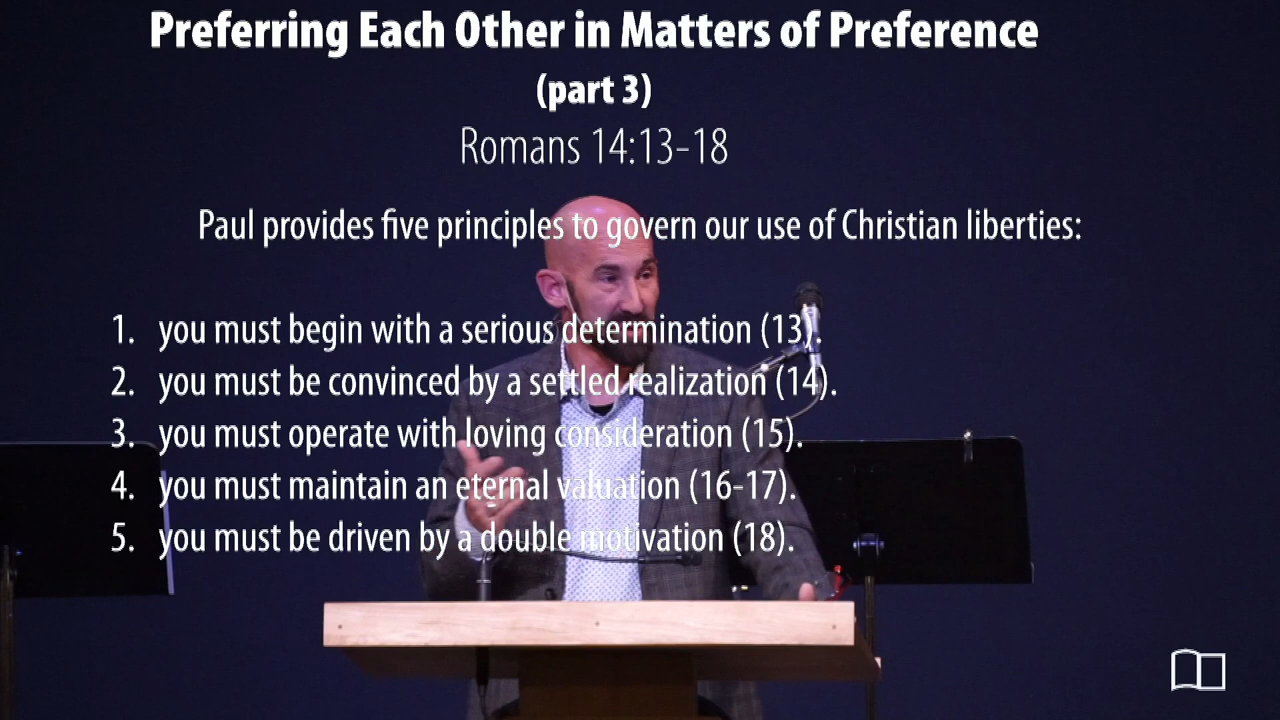 Preferring Each Other in Matters of Preference
(part 3)
Romans 14:13-18
Paul provides five principles to govern our use of Christian liberties:
1. you must begin with a serious determination (13).
2. you must be convinced by a settled realization (14).
3. you must operate with loving consideration (15).
4. you must maintain an eternal valuation (16-17).
5. you must be driven by a double motivation (18).